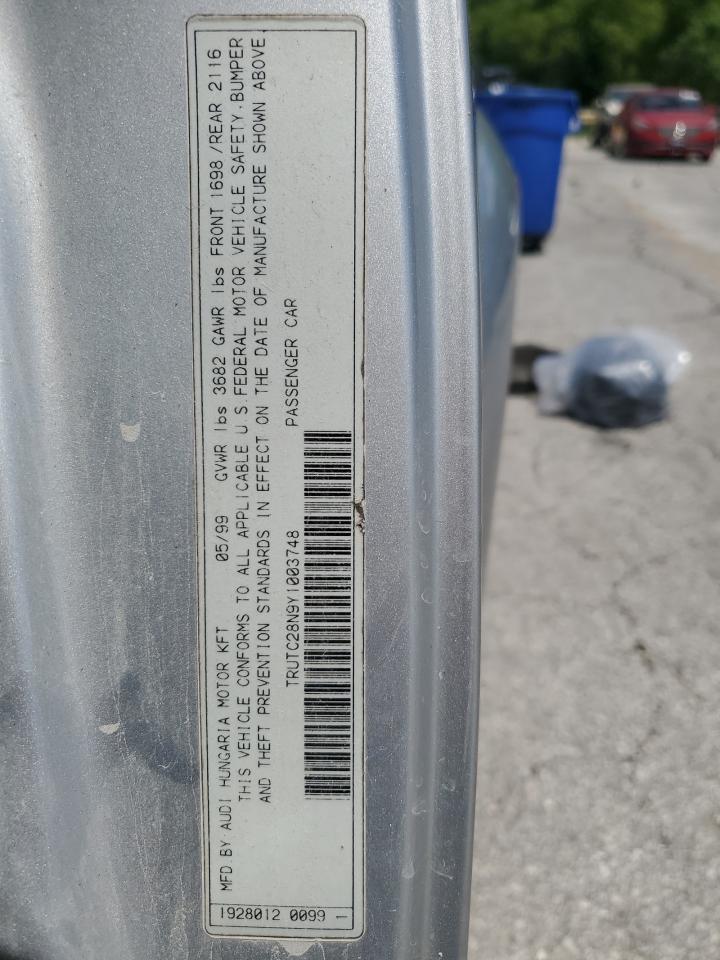 MFD.BY AUDI HUNGARIA MOTOR KFT 05/99 GVWR lbs 3682 GAWR lbs FRONT 1698/REAR 2116
THIS VEHICLE CONFORMS TO ALL APPLICABLE U S.FEDERAL MOTOR VEHICLE SAFETY.BUMPER
AND THEFT PREVENTION STANDARDS IN EFFECT ON THE DATE OF MANUFACTURE SHOWN ABOVE
TRUTC28N9Y1003748 PASSENGER CAR
1928012 0099 -